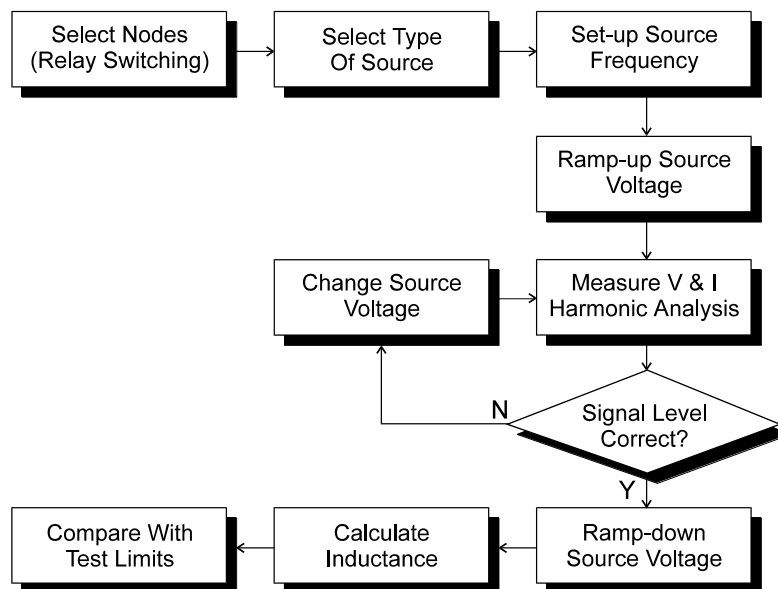 Select Nodes
(Relay Switching)
Select Type
Of Source
Set-up Source
Frequency
Ramp-up Source
Voltage
Change Source
Voltage
Measure V & I
Harmonic Analysis
N
Signal Level
Correct?
Y
Compare With
Test Limits
Calculate
Inductance
Ramp-down
Source Voltage